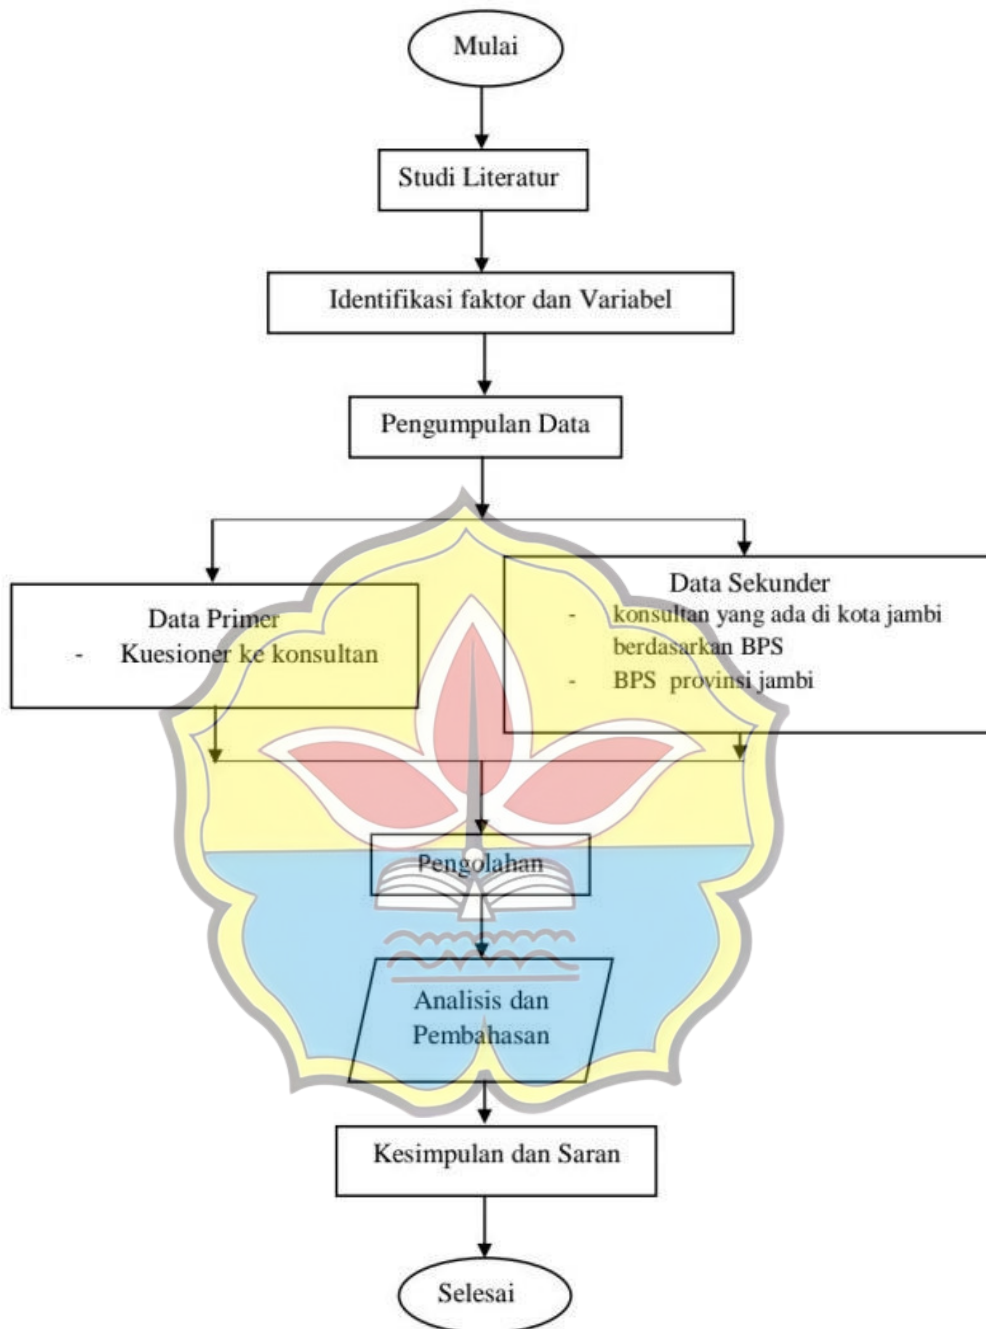 Mulai
Studi Literatur
Identifikasi faktor dan Variabel
Pengumpulan Data
Data Primer
- Kuesioner ke konsultan
Data Sekunder
- konsultan yang ada di kota jambi
berdasarkan BPS
- BPS provinsi jambi
Pengolahan
Analisis dan
Pembahasan
Kesimpulan dan Saran
Selesai